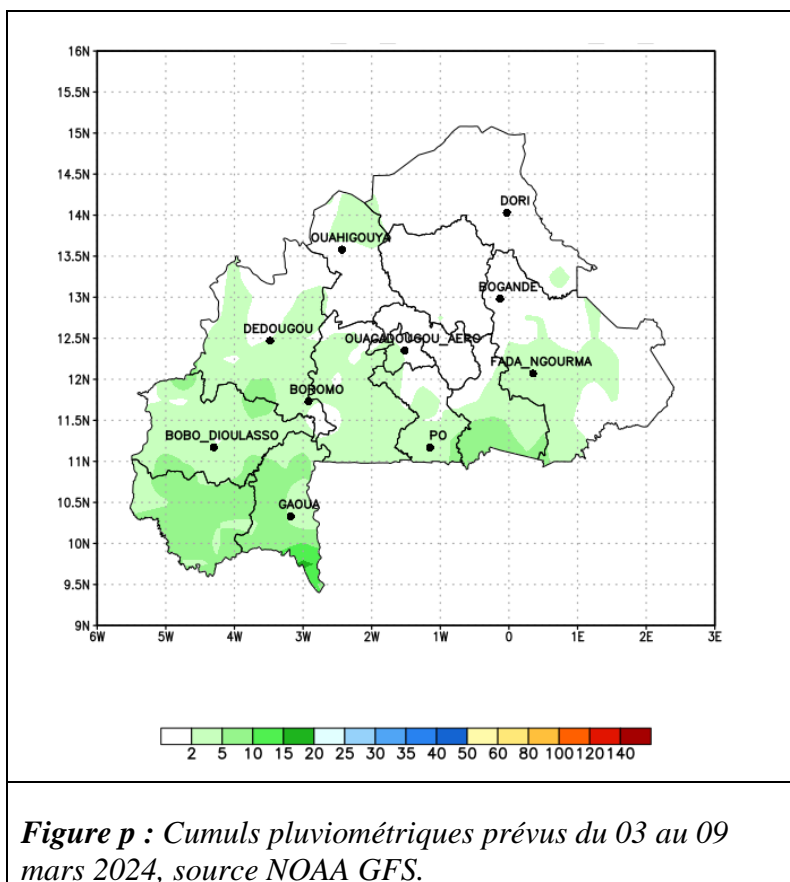 16N
15.5N
15N
14.5N
14N
13.5N
13N
12.5N
12N
11.5N
11N
10.5N
10N
9.5N
9N
DORI
OUAHIGOUYA
BOGANDE
DEDOUGOU
OUAGADOUGOU_AERO
FADA_NGOURMA
BOROMO
BOBO_DIOULASSO
PO
GAOUA
6W 5W 4W 3W 2W 1W 0 1E 2E 3E
2 5 10 15 20 25 30 35 40 50 60 80 100 120 140
Figure p : Cumuls pluviométriques prévus du 03 au 09
mars 2024, source NOAA GFS.